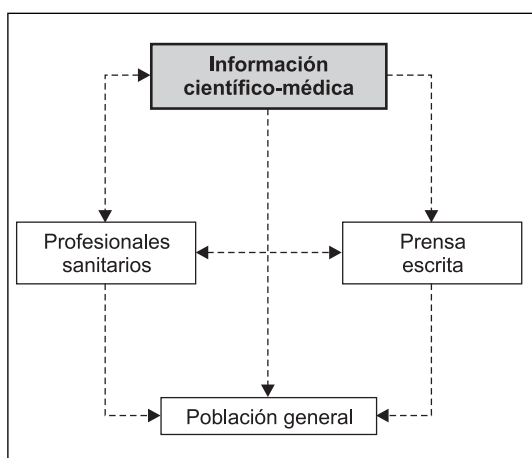 Información
científico-médica
Profesionales
sanitarios
Prensa
escrita
Población general